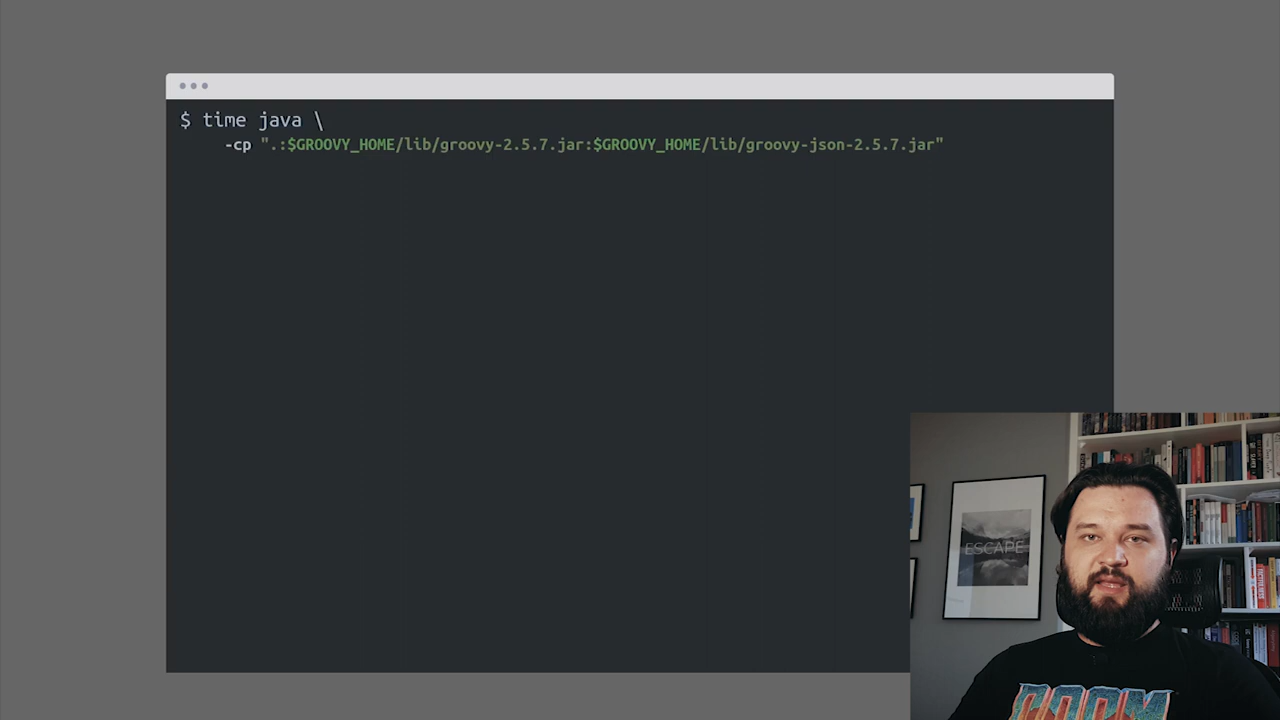 $ time java \
-cp ".:$GROOVY_HOME/lib/groovy-2.5.7.jar:$GROOVY_HOME/lib/groovy-json-2.5.7.jar"
ESCAPE
DOOM